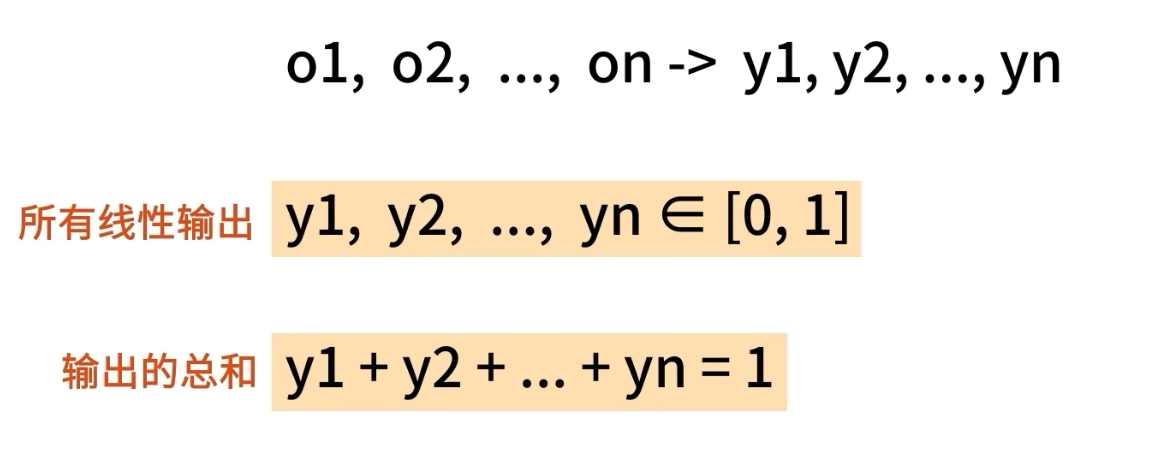 o1, o2, ..., on -> y1, y2, ..., yn
所有线性输出 y1, y2, ..., yn ∈ [0, 1]
输出的总和 y1 + y2 + ... + yn = 1